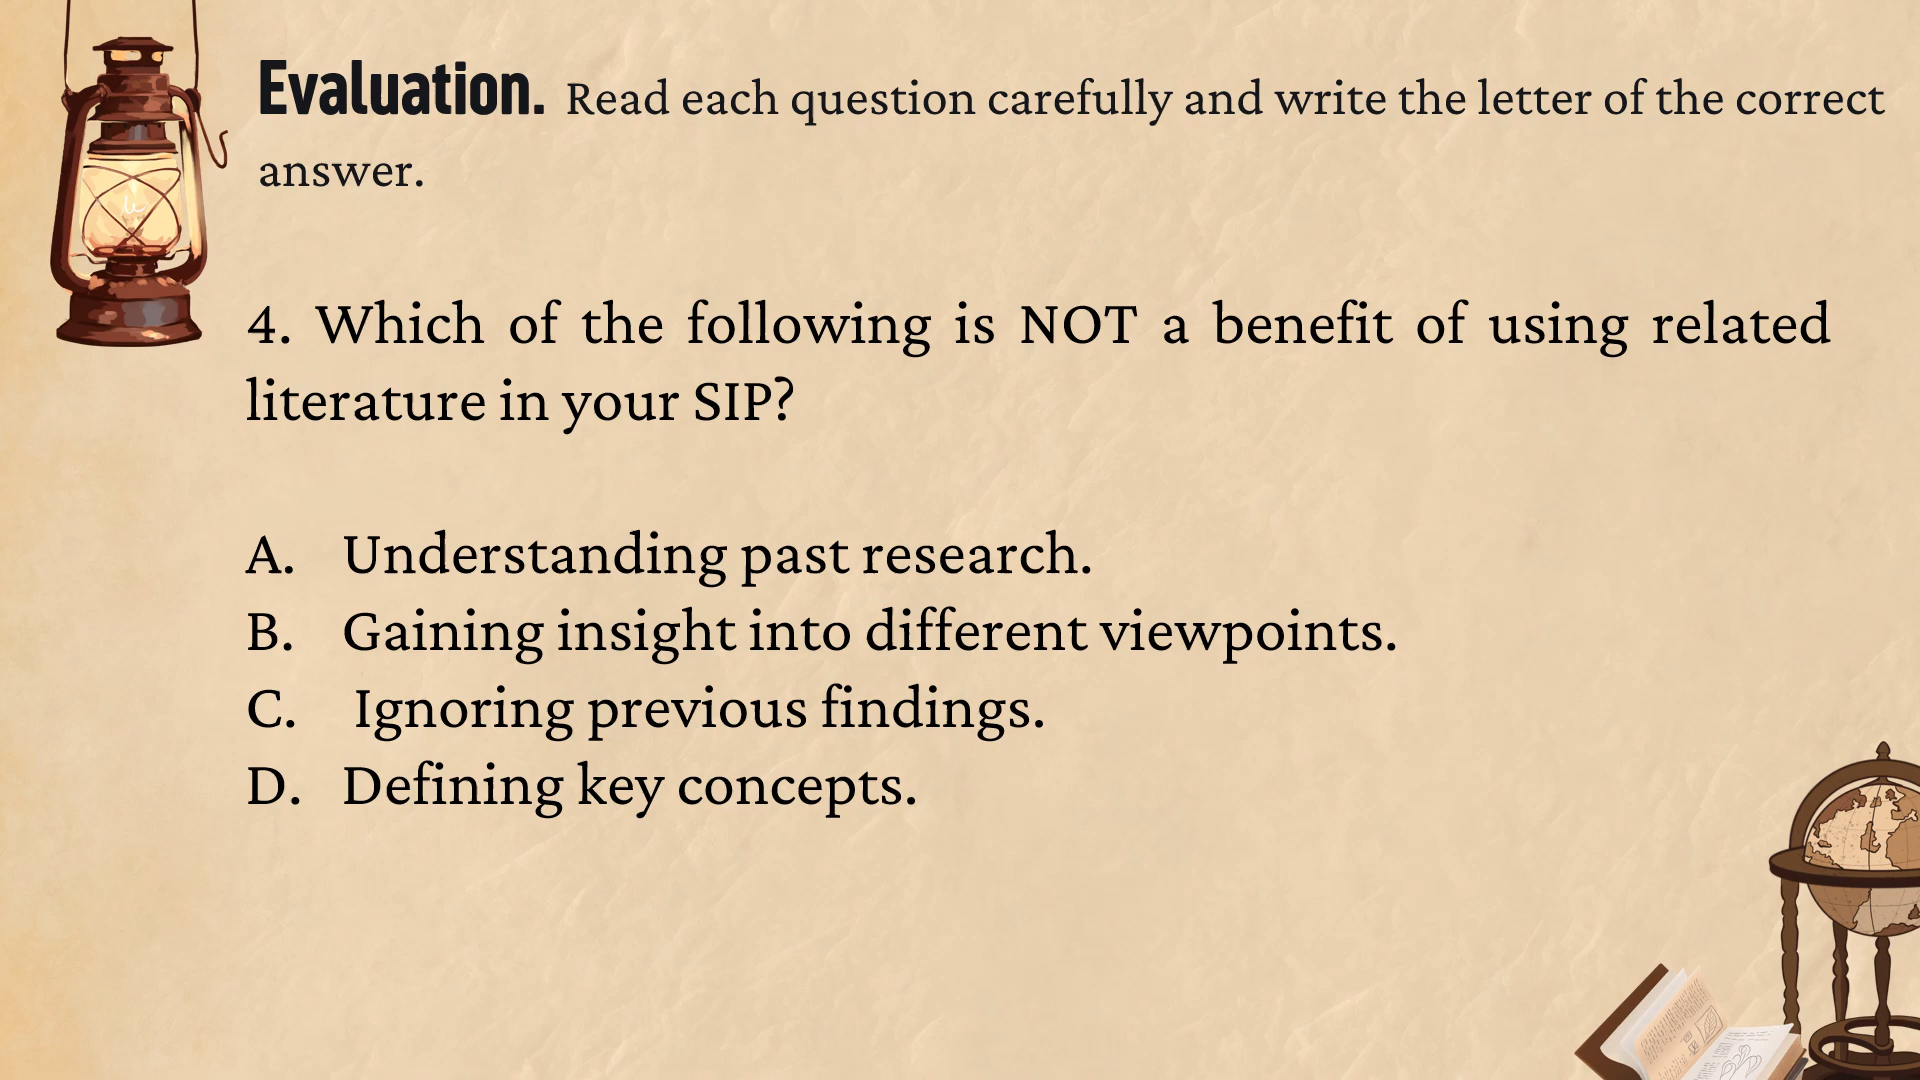 Evaluation. Read each question carefully and write the letter of the correct
answer.
4. Which of the following is NOT a benefit of using related
literature in your SIP?
A. Understanding past research.
B. Gaining insight into different viewpoints.
C. Ignoring previous findings.
D. Defining key concepts.